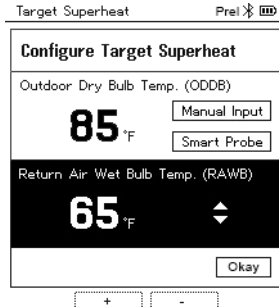 Target Superheat Prel
Configure Target Superheat
Outdoor Dry Bulb Temp. (ODDB)
85 °F
Manual Input
Smart Probe
Return Air Wet Bulb Temp. (RAWB)
65 °F
Okay
+ -